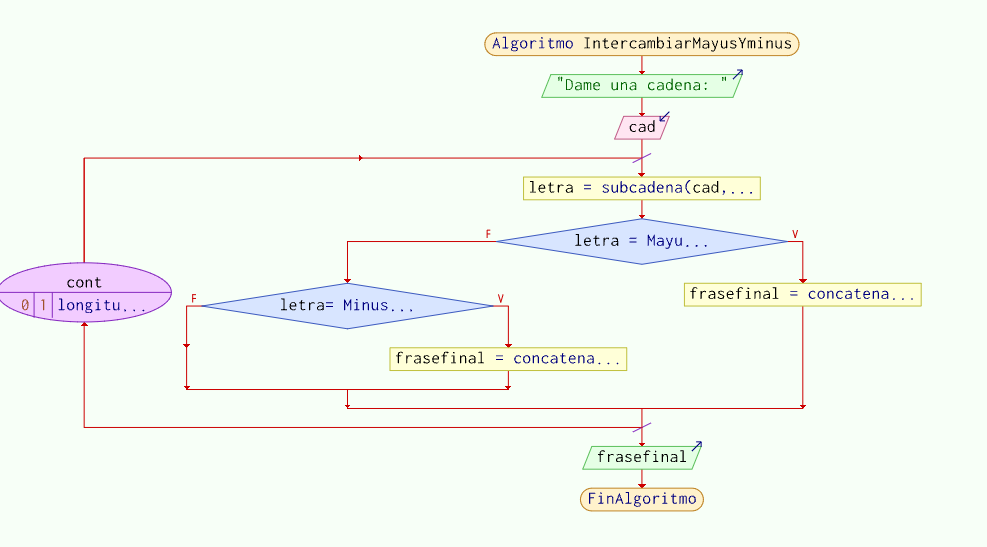 Algoritmo IntercambiarMayusYminus
"Dame una cadena: "
cad
letra = subcadena(cad,...
F
letra = Mayu...
V
cont
0 1 longitu...
F
letra= Minus...
V
frasefinal = concatena...
frasefinal = concatena...
frasefinal
FinAlgoritmo